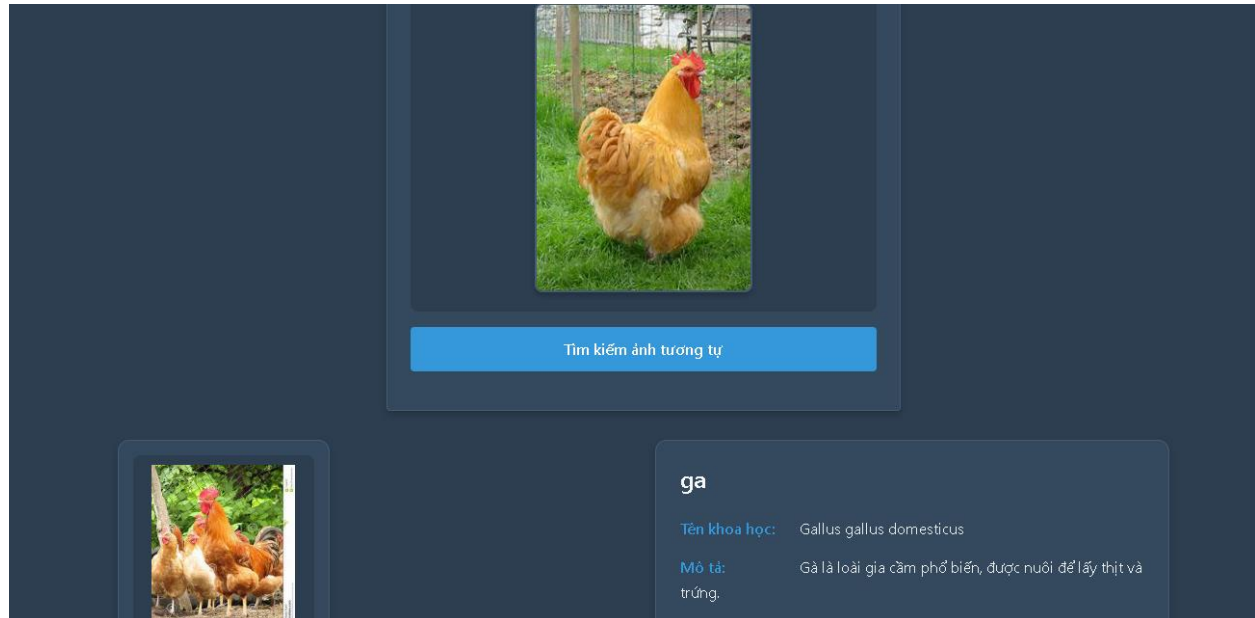 Tìm kiếm ảnh tương tự
ga
Tên khoa học: Gallus gallus domesticus
Mô tả: Gà là loài gia cầm phổ biến, được nuôi để lấy thịt và
trứng.